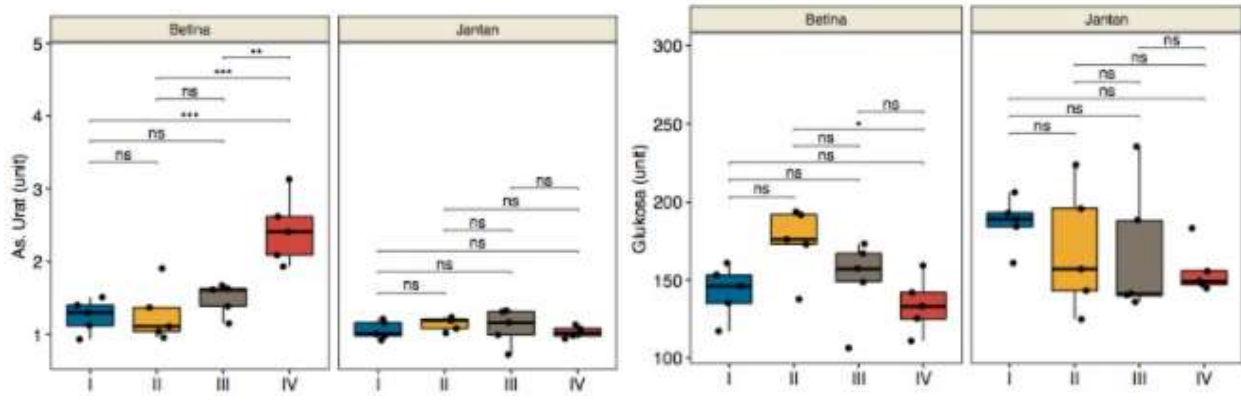 Betina
Jantan
As. Urat (unit)
5
4
3
2
1
**
***
ns
***
ns
ns
ns
ns
ns
ns
ns
ns
I
II
III
IV
I
II
III
IV
Betina
Jantan
Glukosa (unit)
300
250
200
150
100
ns
*
ns
ns
ns
ns
ns
ns
ns
ns
ns
ns
I
II
III
IV
I
II
III
IV